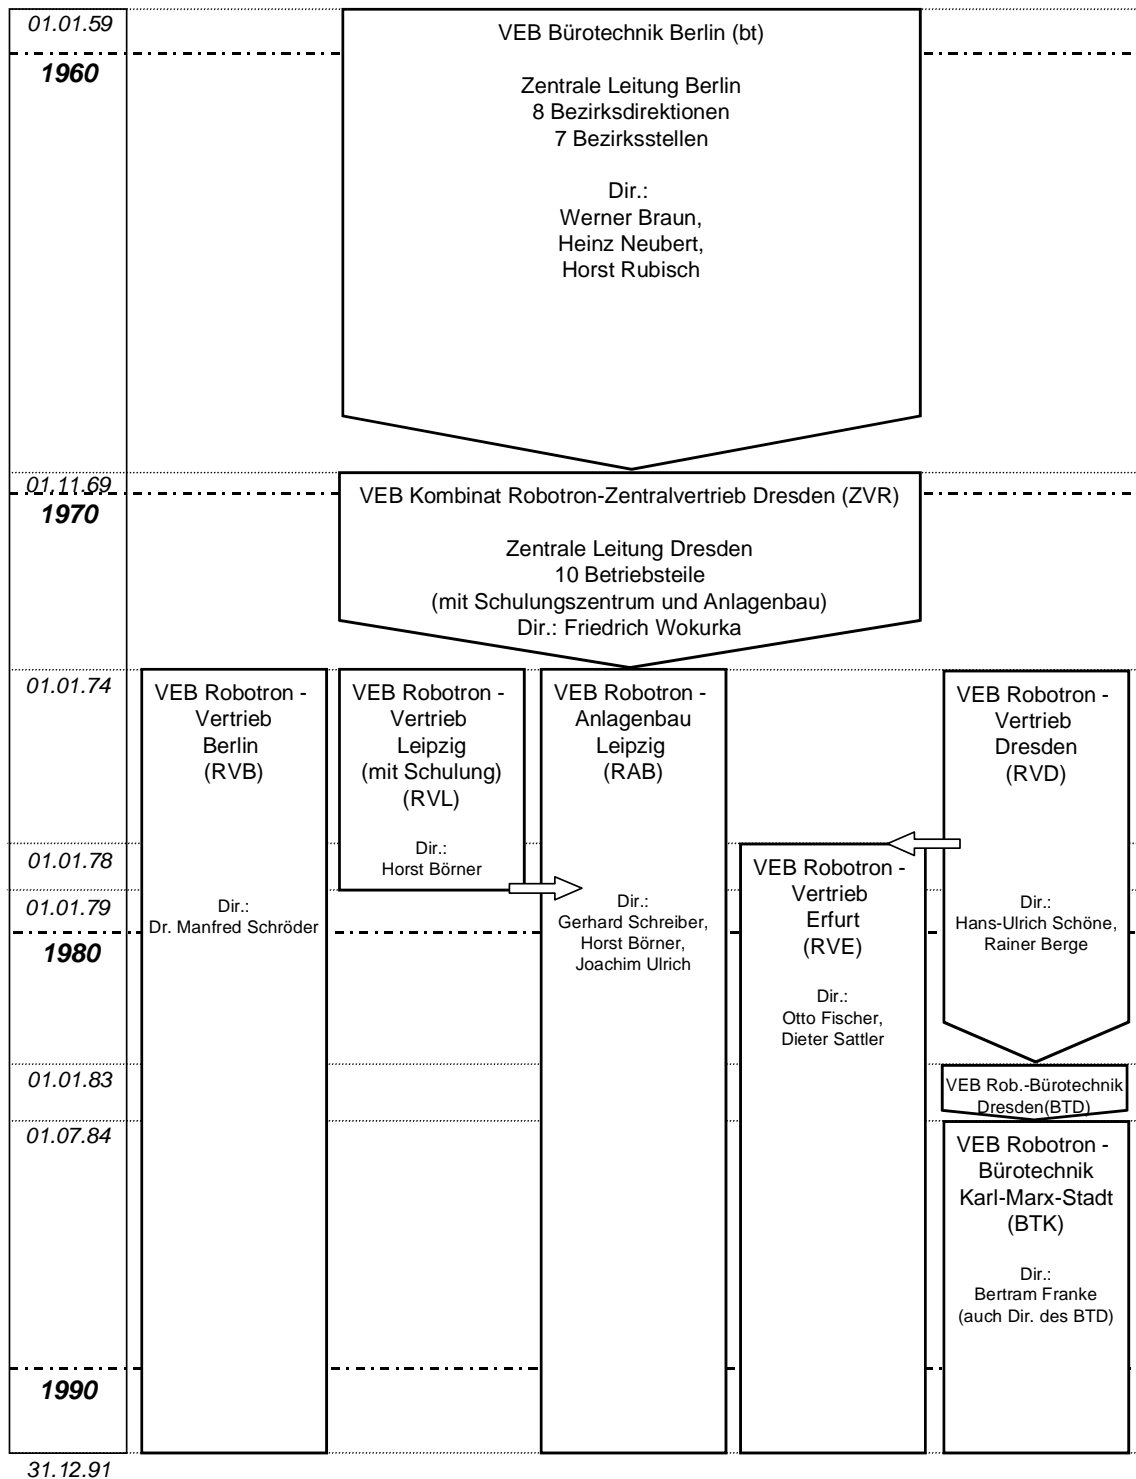 01.01.59
1960
VEB Bürotechnik Berlin (bt)
Zentrale Leitung Berlin
8 Bezirksdirektionen
7 Bezirksstellen
Dir.:
Werner Braun,
Heinz Neubert,
Horst Rubisch
01.11.69
1970
VEB Kombinat Robotron-Zentralvertrieb Dresden (ZVR)
Zentrale Leitung Dresden
10 Betriebsteile
(mit Schulungszentrum und Anlagenbau)
Dir.: Friedrich Wokurka
01.01.74
VEB Robotron -
Vertrieb
Berlin
(RVB)
Dir.:
Dr. Manfred Schröder
VEB Robotron -
Vertrieb
Leipzig
(mit Schulung)
(RVL)
Dir.:
Horst Börner
VEB Robotron -
Anlagenbau
Leipzig
(RAB)
Dir.:
Gerhard Schreiber,
Horst Börner,
Joachim Ulrich
VEB Robotron -
Vertrieb
Dresden
(RVD)
Dir.:
Hans-Ulrich Schöne,
Rainer Berge
01.01.78
VEB Robotron -
Vertrieb
Erfurt
(RVE)
Dir.:
Otto Fischer,
Dieter Sattler
01.01.79
1980
01.01.83
VEB Rob.-Bürotechnik
Dresden(BTD)
01.07.84
VEB Robotron -
Bürotechnik
Karl-Marx-Stadt
(BTK)
Dir.:
Bertram Franke
(auch Dir. des BTD)
1990
31.12.91